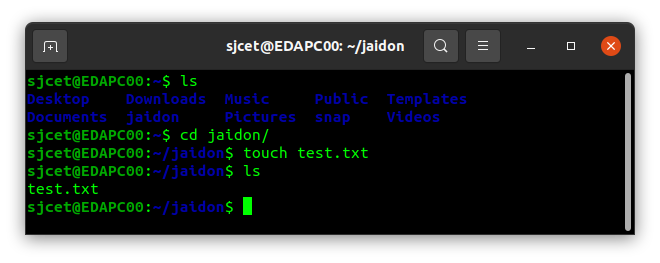 sjcet@EDAPC00: ~/jaidon
sjcet@EDAPC00:~$ ls
Desktop    Downloads  Music     Public  Templates
Documents  jaidon     Pictures  snap    Videos
sjcet@EDAPC00:~$ cd jaidon/
sjcet@EDAPC00:~/jaidon$ touch test.txt
sjcet@EDAPC00:~/jaidon$ ls
test.txt
sjcet@EDAPC00:~/jaidon$